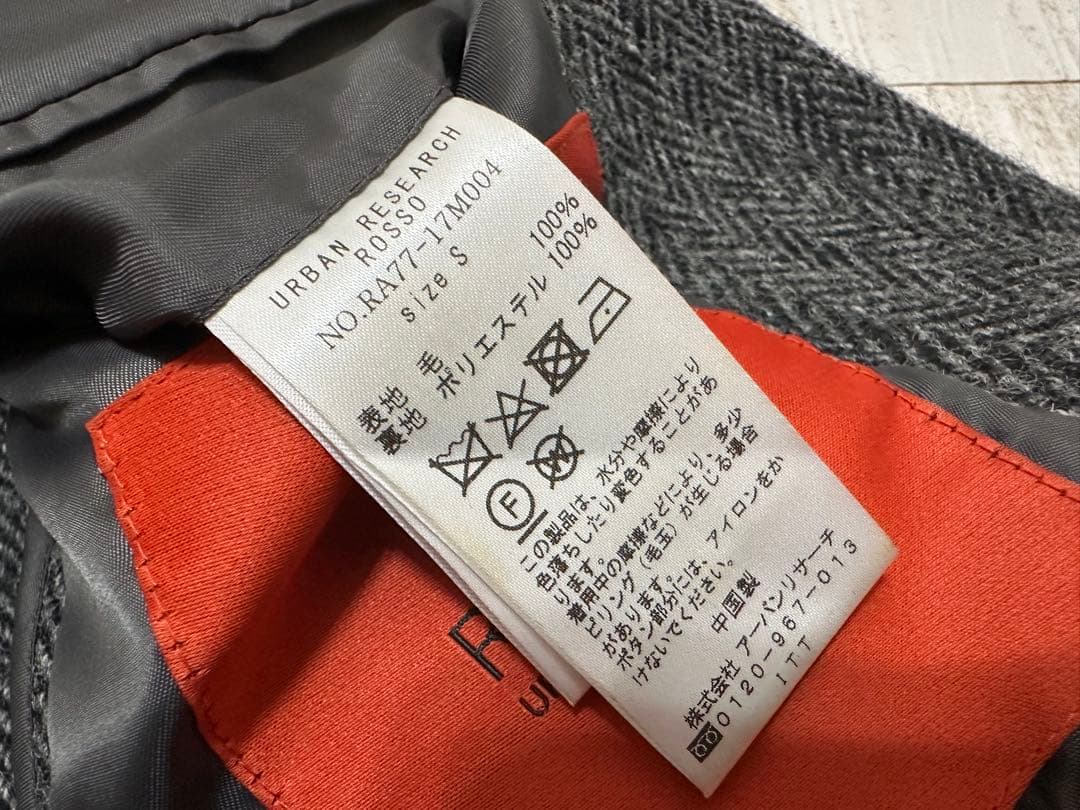 URBAN RESEARCH
ROSSO
NO.RA77-17M004
size S
表地 毛 100%
裏地 ポリエステル 100%
F
W
この製品は、水分や摩擦により
色落ちしたり変色することがあ
ります。
着用中の摩擦などにより、多少
ピリング(毛玉)が生じる場合
があります。
ボタン部分には、アイロンをか
けないでください。
中国製
株式会社 アーバンリサーチ
0120-967-013
ITT